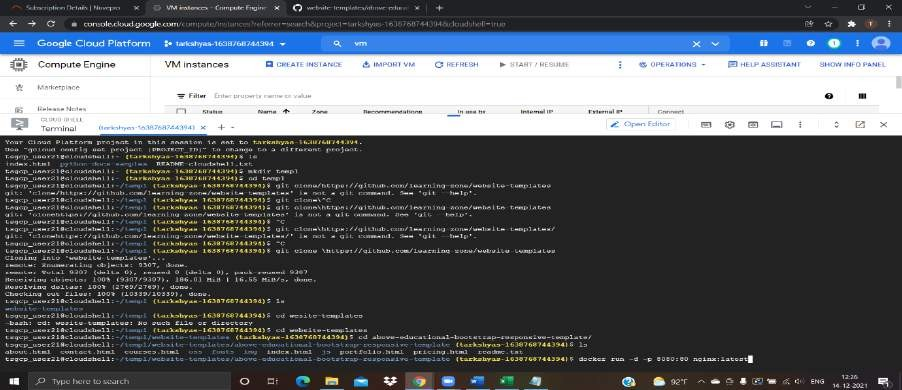 Subscription Details | Nuvepro
VM instances - Compute Engine
website-templates/above-educat
console.cloud.google.com/compute/instances?referrer=search&project=tarkshyas-1638768744394&cloudshell=true
Google Cloud Platform
tarkshyas-1638768744394
vm
1
Compute Engine
VM instances
CREATE INSTANCE
IMPORT VM
REFRESH
START / RESUME
OPERATIONS
HELP ASSISTANT
SHOW INFO PANEL
Marketplace
Release Notes
Filter Enter property name or value
Status Name Zone Recommendations In use by Internal IP External IP Connect
CLOUD SHELL
Terminal
(tarkshyas-1638768744394)
Open Editor
Your Cloud Platform project in this session is set to tarkshyas-1638768744394.
Use "gcloud config set project [PROJECT_ID]" to change to a different project.
tsgcp_user21@cloudshell:~ (tarkshyas-1638768744394)$ ls
index.html python-docs-samples README-cloudshell.txt
tsgcp_user21@cloudshell:~ (tarkshyas-1638768744394)$ mkdir temp1
tsgcp_user21@cloudshell:~ (tarkshyas-1638768744394)$ cd temp1
tsgcp_user21@cloudshell:~/temp1 (tarkshyas-1638768744394)$ git clone\https://github.com/learning-zone/website-templates
git: 'clonehttps://github.com/learning-zone/website-templates' is not a git command. See 'git --help'.
tsgcp_user21@cloudshell:~/temp1 (tarkshyas-1638768744394)$ git clone\^C
tsgcp_user21@cloudshell:~/temp1 (tarkshyas-1638768744394)$ git clone\https://github.com/learning-zone/website-templates
git: 'clonehttps://github.com/learning-zone/website-templates' is not a git command. See 'git --help'.
tsgcp_user21@cloudshell:~/temp1 (tarkshyas-1638768744394)$ ^C
tsgcp_user21@cloudshell:~/temp1 (tarkshyas-1638768744394)$ git clone\https://github.com/learning-zone/website-templates/
git: 'clonehttps://github.com/learning-zone/website-templates/' is not a git command. See 'git --help'.
tsgcp_user21@cloudshell:~/temp1 (tarkshyas-1638768744394)$ ^C
tsgcp_user21@cloudshell:~/temp1 (tarkshyas-1638768744394)$ git clone \https://github.com/learning-zone/website-templates
Cloning into 'website-templates'...
remote: Enumerating objects: 9307, done.
remote: Total 9307 (delta 0), reused 0 (delta 0), pack-reused 9307
Receiving objects: 100% (9307/9307), 186.01 MiB | 16.55 MiB/s, done.
Resolving deltas: 100% (2769/2769), done.
Checking out files: 100% (10339/10339), done.
tsgcp_user21@cloudshell:~/temp1 (tarkshyas-1638768744394)$ ls
website-templates
tsgcp_user21@cloudshell:~/temp1 (tarkshyas-1638768744394)$ cd wesite-templates
-bash: cd: wesite-templates: No such file or directory
tsgcp_user21@cloudshell:~/temp1 (tarkshyas-1638768744394)$ cd website-templates
tsgcp_user21@cloudshell:~/temp1/website-templates (tarkshyas-1638768744394)$ cd above-educational-bootstrap-responsive-template/
tsgcp_user21@cloudshell:~/temp1/website-templates/above-educational-bootstrap-responsive-template (tarkshyas-1638768744394)$ ls
about.html contact.html courses.html css fonts img index.html js portfolio.html pricing.html readme.txt
tsgcp_user21@cloudshell:~/temp1/website-templates/above-educational-bootstrap-responsive-template (tarkshyas-1638768744394)$ docker run -d -p 8080:80 nginx:latest
Type here to search
92°F
ENG
12:26
14-12-2021